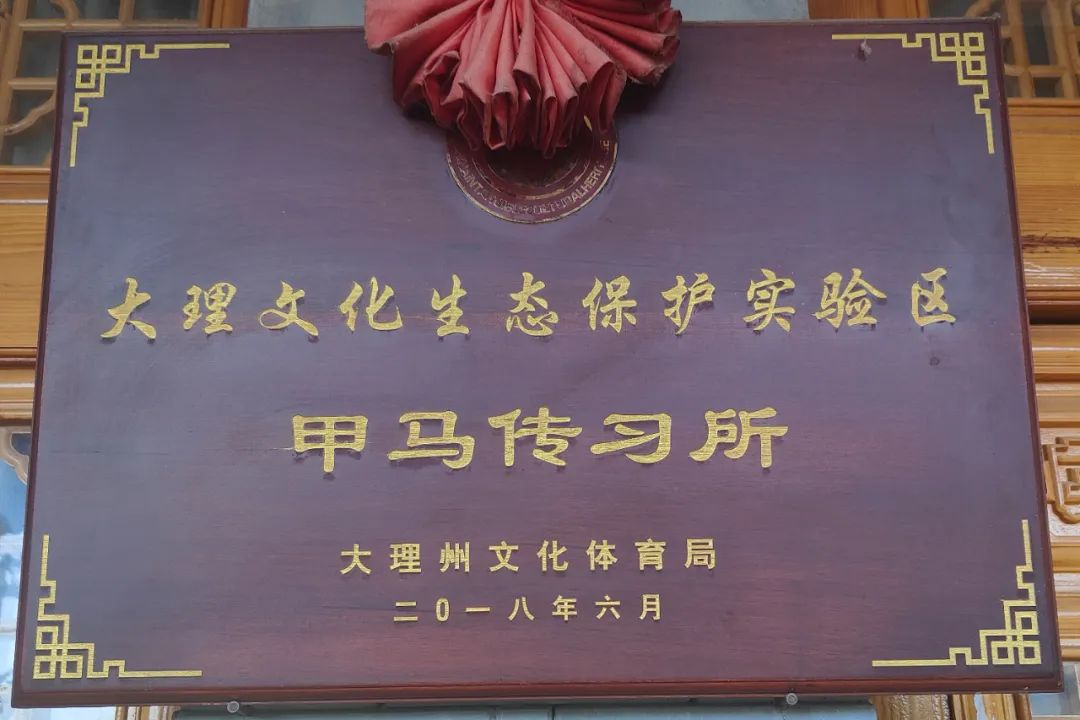 大理文化生态保护实验区
甲马传习所
大理州文化体育局
二0一八年六月